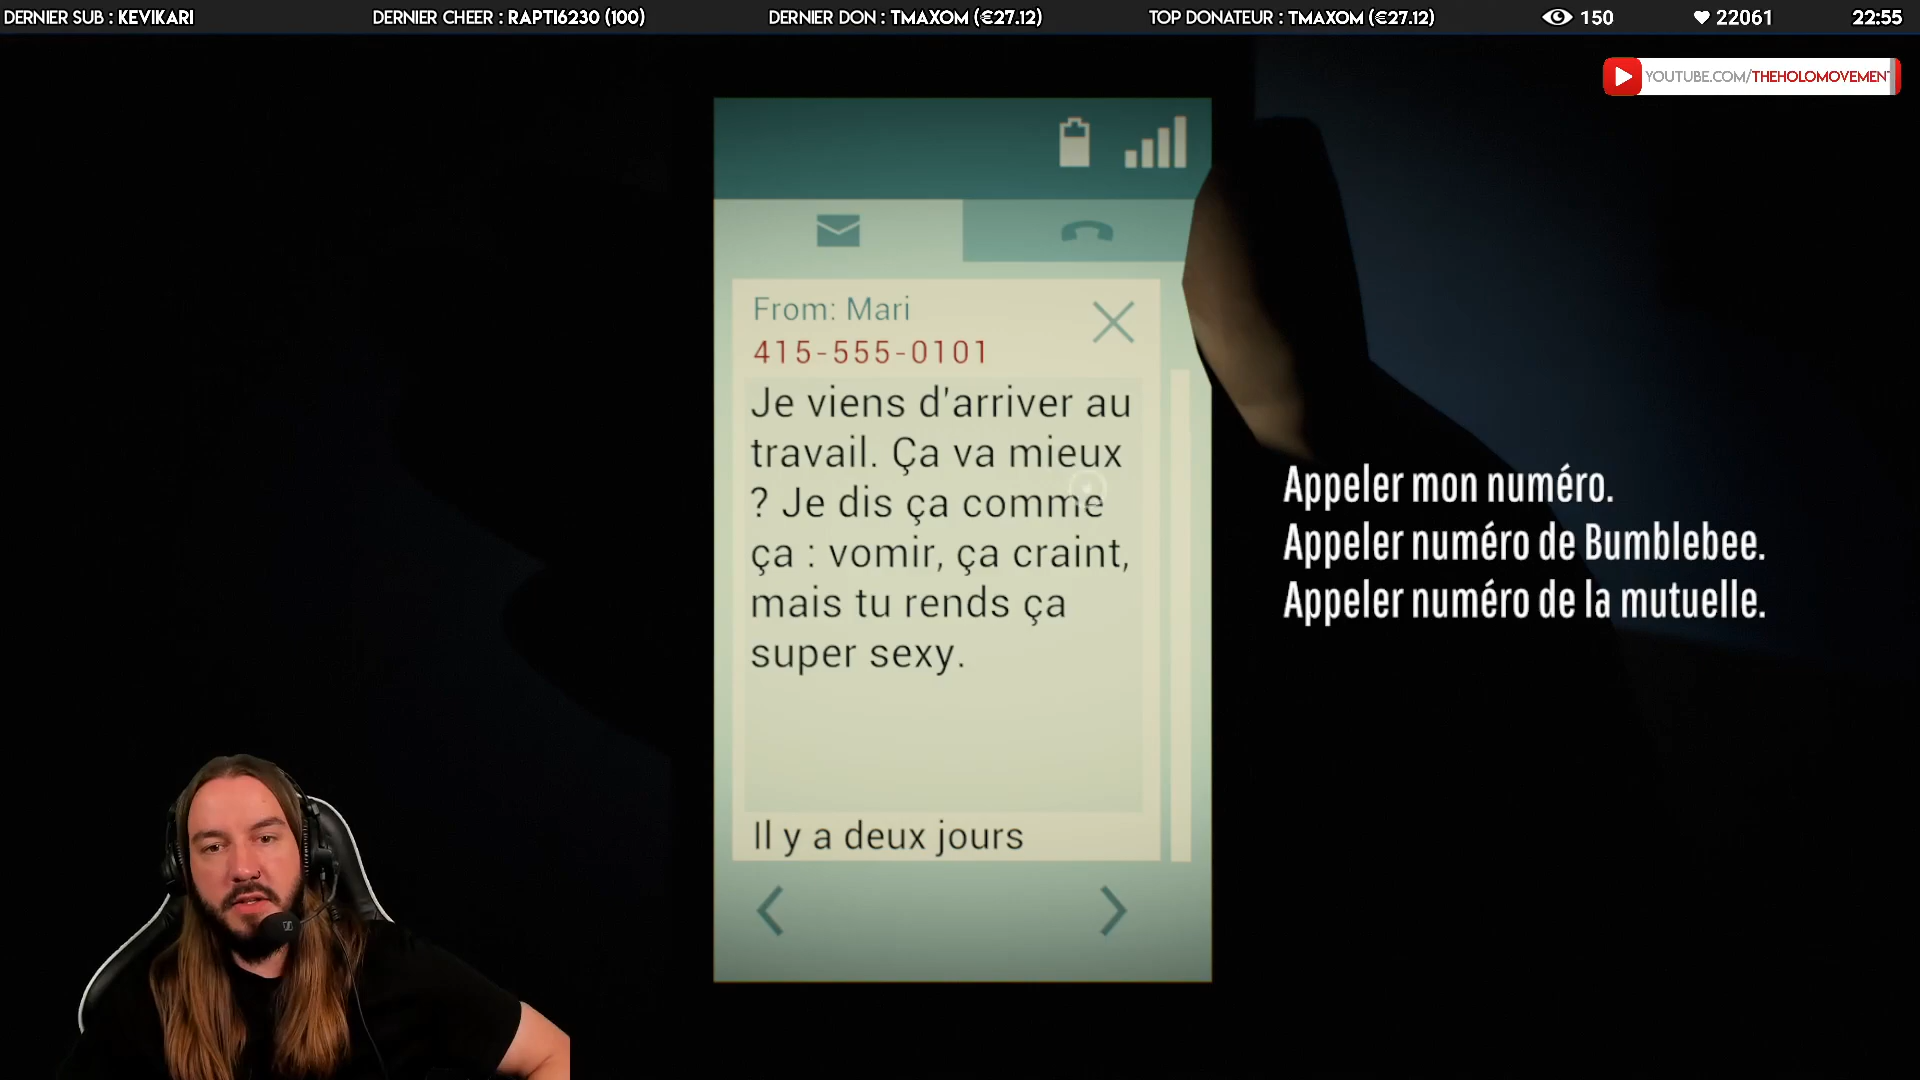 DERNIER SUB : KEVIKARI
DERNIER CHEER : RAPTI6230 (100)
DERNIER DON : TMAXOM (€27.12)
TOP DONATEUR : TMAXOM (€27.12)
150
22061
22:55
YOUTUBE.COM/THEHOLOMOVEMENT
From: Mari
415-555-0101
Je viens d'arriver au
travail. Ça va mieux
? Je dis ça comme
ça : vomir, ça craint,
mais tu rends ça
super sexy.
Il y a deux jours
Appeler mon numéro.
Appeler numéro de Bumblebee.
Appeler numéro de la mutuelle.